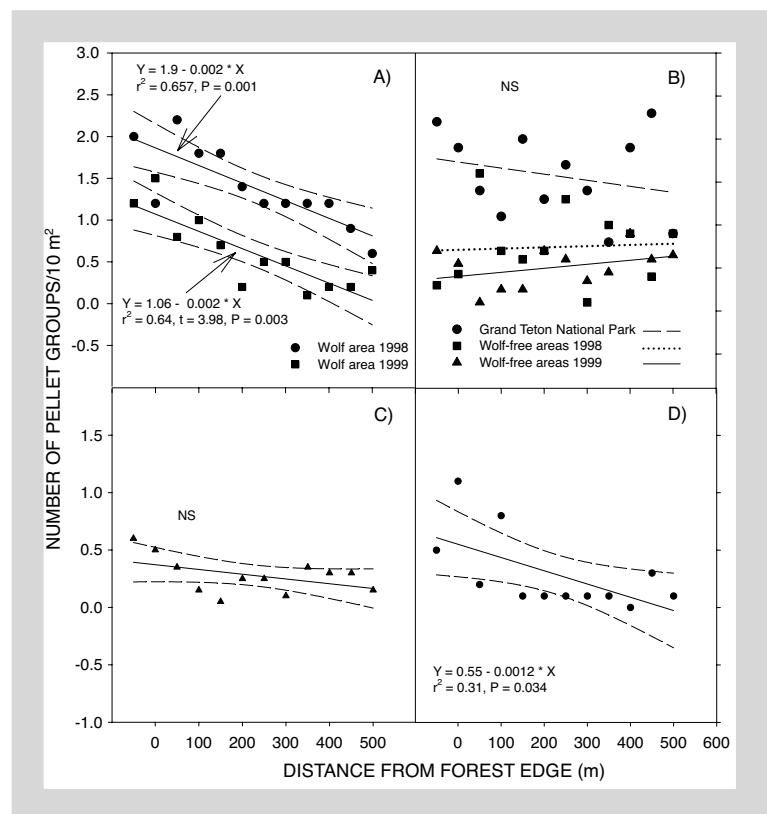 NUMBER OF PELLET GROUPS/10 m²
3.0
2.5
2.0
1.5
1.0
0.5
0.0
-0.5
A)
Y = 1.9 - 0.002 * X
r² = 0.657, P = 0.001
Y = 1.06 - 0.002 * X
r² = 0.64, t = 3.98, P = 0.003
Wolf area 1998
Wolf area 1999
B)
NS
Grand Teton National Park
Wolf-free areas 1998
Wolf-free areas 1999
1.5
1.0
0.5
0.0
-0.5
-1.0
C)
NS
D)
Y = 0.55 - 0.0012 * X
r² = 0.31, P = 0.034
0 100 200 300 400 500
0 100 200 300 400 500 600
DISTANCE FROM FOREST EDGE (m)